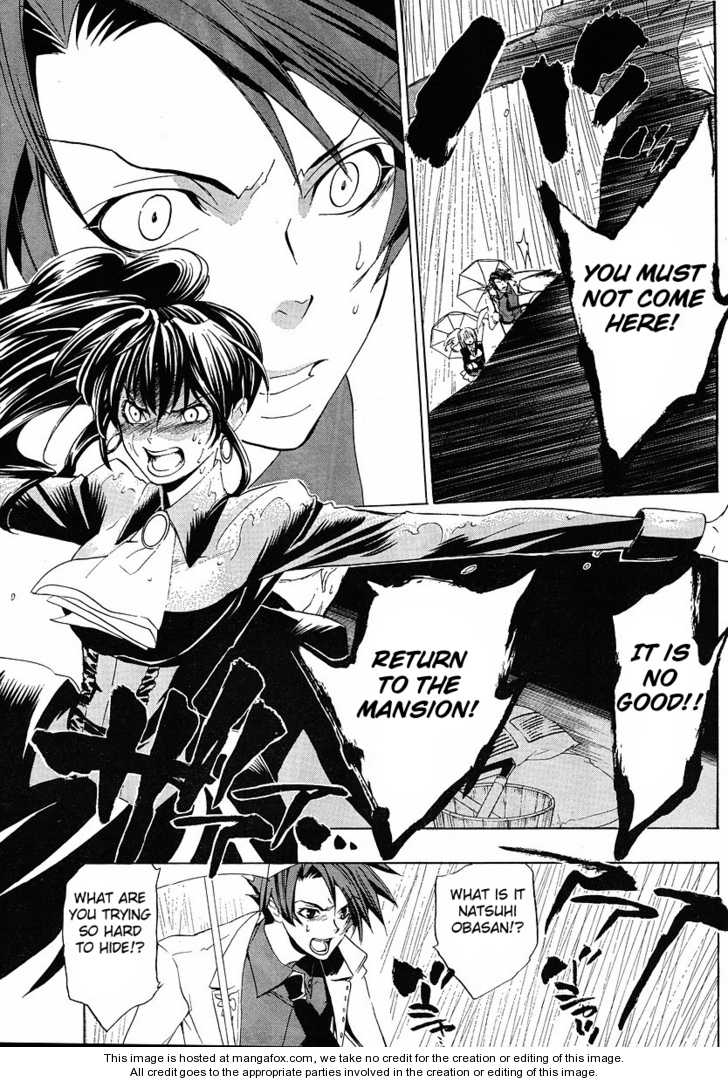 YOU MUST
NOT COME
HERE!
IT IS
NO
GOOD!!
RETURN
TO THE
MANSION!
WHAT IS IT
NATSUHI
OBASAN!?
WHAT ARE
YOU TRYING
SO HARD
TO HIDE!?
This image is hosted at mangafox.com, we take no credit for the creation or editing of this image.
All credit goes to the appropriate parties involved in the creation and editing of this image.